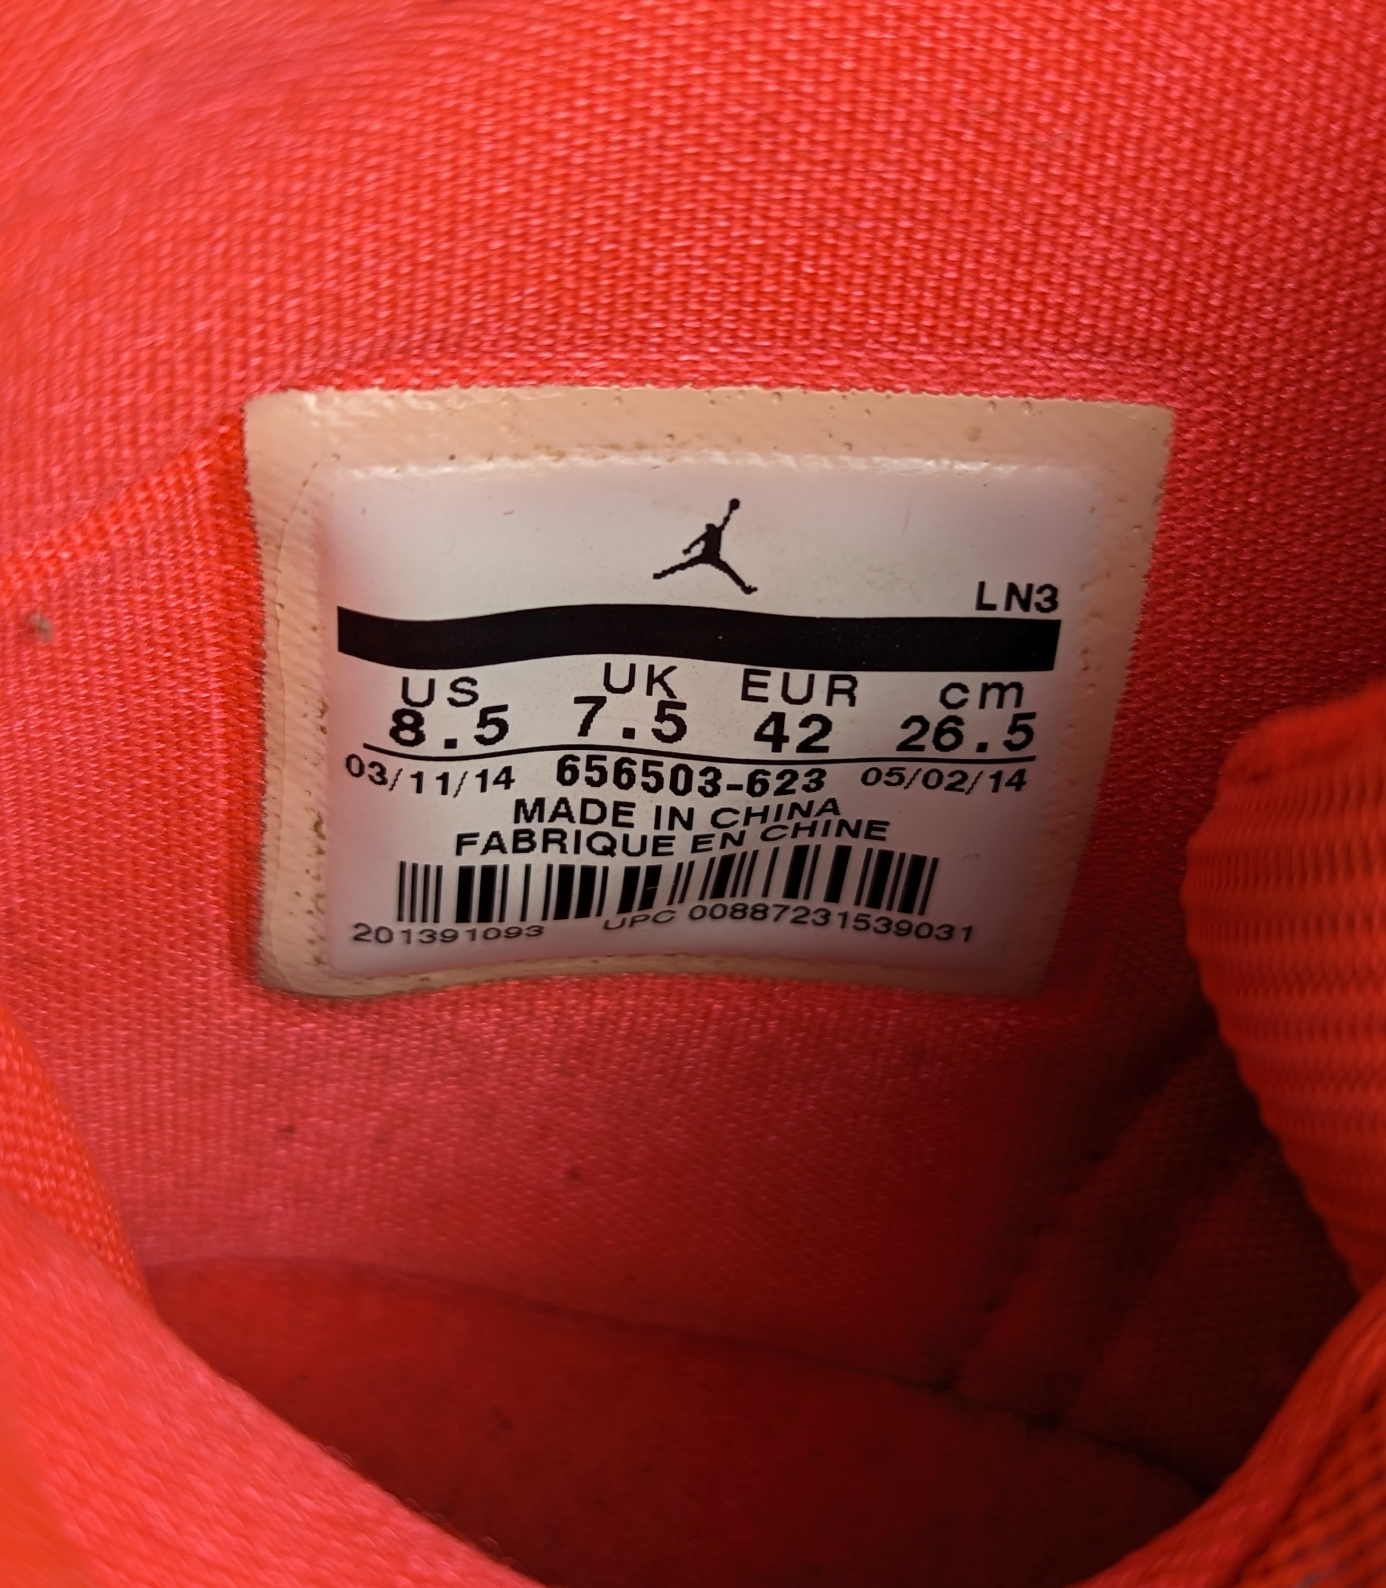 LN3
US UK EUR cm
8.5 7.5 42 26.5
03/11/14 656503-623 05/02/14
MADE IN CHINA
FABRIQUE EN CHINE
201391093 UPC 00887231539031